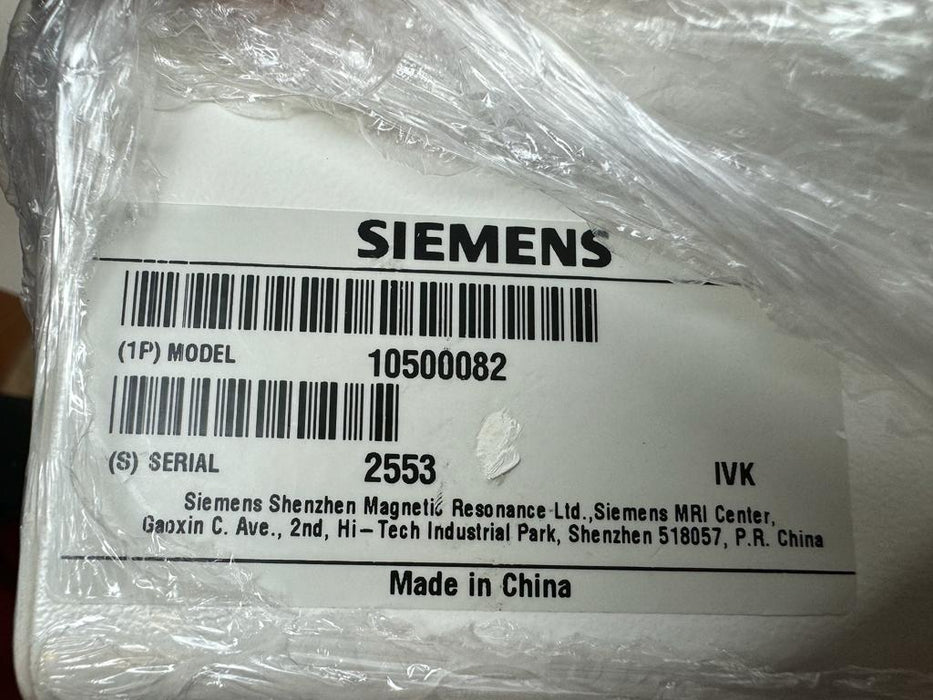 SIEMENS
(1P) MODEL 10500082
(S) SERIAL 2553 IVK
Siemens Shenzhen Magnetic Resonance Ltd.,Siemens MRI Center,
Gaoxin C. Ave., 2nd, Hi-Tech Industrial Park, Shenzhen 518057, P.R. China
Made in China